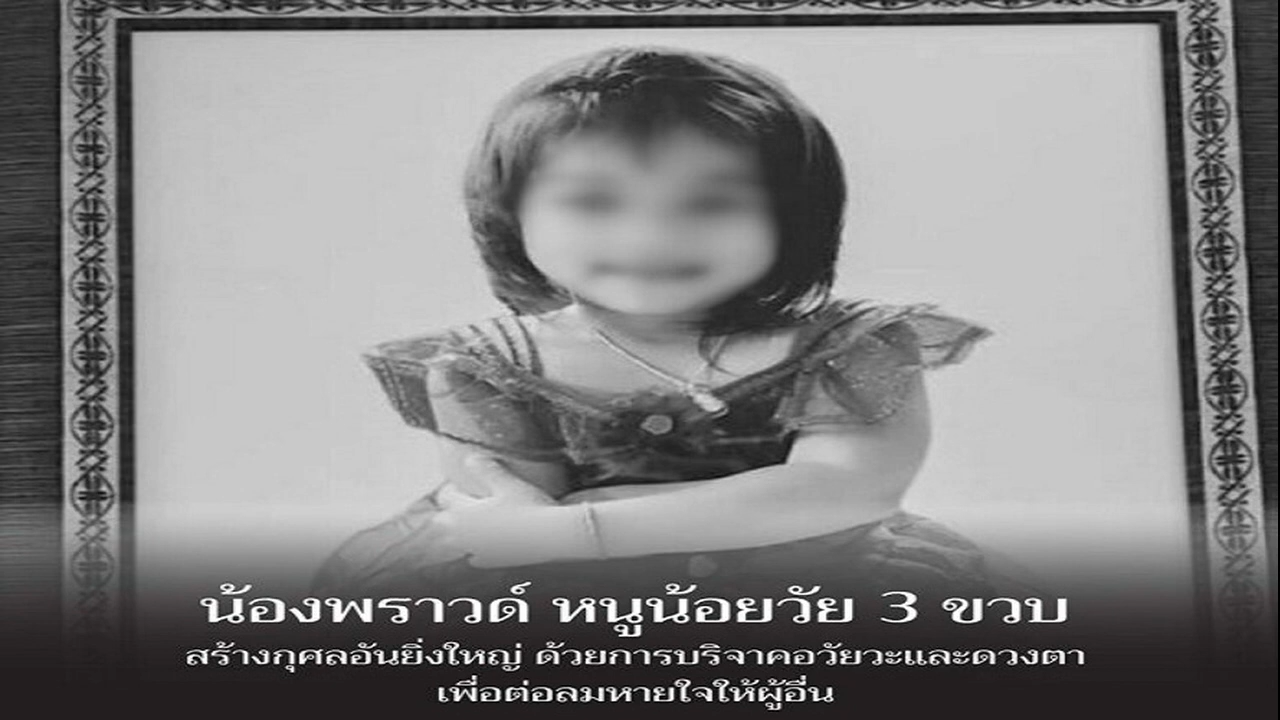 น้องพราวด์ หนูน้อยวัย 3 ขวบ
สร้างกุศลอันยิ่งใหญ่ ด้วยการบริจาคอวัยวะและดวงตา
เพื่อต่อลมหายใจให้ผู้อื่น